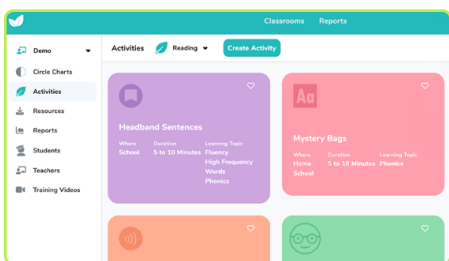 Classrooms Reports
Demo
Activities Reading Create Activity
Circle Charts
Activities
Resources
Reports
Students
Teachers
Training Videos
Headband Sentences
Where Duration Learning Topic
School 5 to 10 Minutes Fluency
High Frequency
Words
Phonics
Aa
Mystery Bags
Where Duration Learning Topic
Home 5 to 10 Minutes Phonics
School